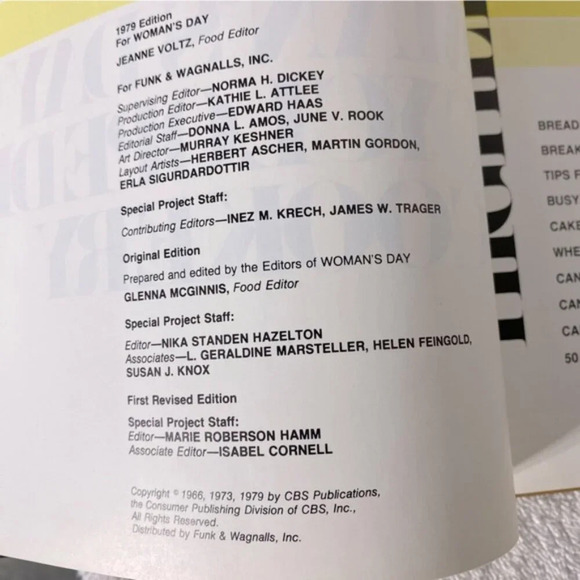 1979 Edition
For WOMAN'S DAY
JEANNE VOLTZ, Food Editor
For FUNK & WAGNALLS, INC.
Supervising Editor—NORMA H. DICKEY
Production Editor—KATHIE L. ATTLEE
Production Executive—EDWARD HAAS
Editorial Staff—DONNA L. AMOS, JUNE V. ROOK
Art Director—MURRAY KESHNER
Layout Artists—HERBERT ASCHER, MARTIN GORDON,
ERLA SIGURDARDOTTIR
Special Project Staff:
Contributing Editors—INEZ M. KRECH, JAMES W. TRAGER
Original Edition
Prepared and edited by the Editors of WOMAN'S DAY
GLENNA MCGINNIS, Food Editor
Special Project Staff:
Editor—NIKA STANDEN HAZELTON
Associates—L. GERALDINE MARSTELLER, HELEN FEINGOLD,
SUSAN J. KNOX
First Revised Edition
Special Project Staff:
Editor—MARIE ROBERSON HAMM
Associate Editor—ISABEL CORNELL
Copyright © 1966, 1973, 1979 by CBS Publications,
the Consumer Publishing Division of CBS, Inc.,
All Rights Reserved.
Distributed by Funk & Wagnalls, Inc.
BREAD
BREAK
TIPS F
BUSY
CAKE
WHE
CAN
CAN
CA
50